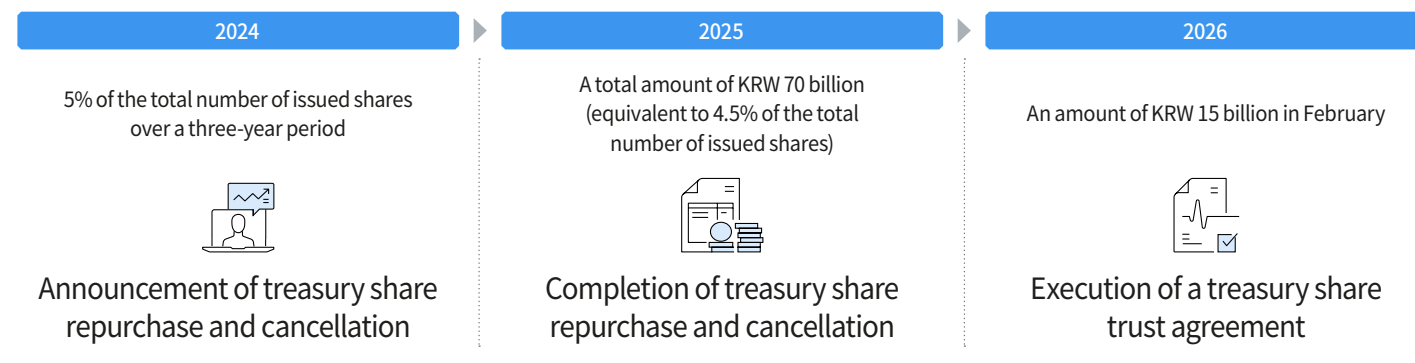 2024
5% of the total number of issued shares
over a three-year period
Announcement of treasury share
repurchase and cancellation
2025
A total amount of KRW 70 billion
(equivalent to 4.5% of the total
number of issued shares)
Completion of treasury share
repurchase and cancellation
2026
An amount of KRW 15 billion in February
Execution of a treasury share
trust agreement